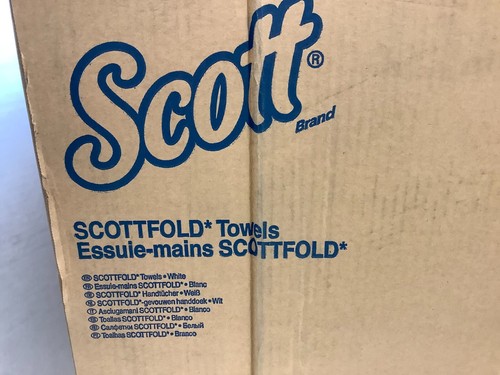 Scott®
Brand
SCOTTFOLD* Towels
Essuie-mains SCOTTFOLD*
SCOTTFOLD* Towels • White
Essuie-mains SCOTTFOLD* • Blanc
SCOTTFOLD* Handtücher • Weiß
SCOTTFOLD*-gevouwen handdoek • Wit
Asciugamani SCOTTFOLD* • Bianco
Toallas SCOTTFOLD* • Blanco
Салфетки SCOTTFOLD* • Белый
Toalhas SCOTTFOLD* • Branco